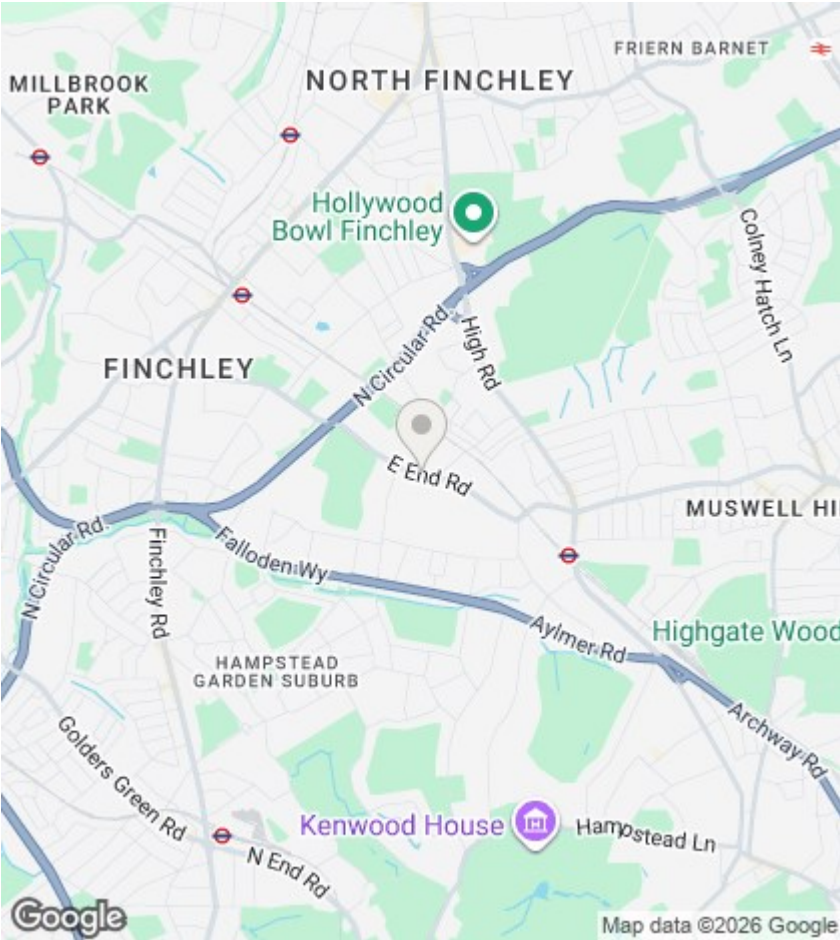 FRIERN BARNET
MILLBROOK
PARK
NORTH FINCHLEY
Hollywood
Bowl Finchley
Colney Hatch Ln
N Circular Rd.
High Rd
FINCHLEY
E End Rd
MUSWELL HI
N Circular Rd.
Finchley Rd
Falloden Wy
Aylmer Rd
Highgate Wood
HAMPSTEAD
GARDEN SUBURB
Archway Rd
Golders Green Rd
Kenwood House
Hampstead Ln
N End Rd
Google
Map data ©2026 Google